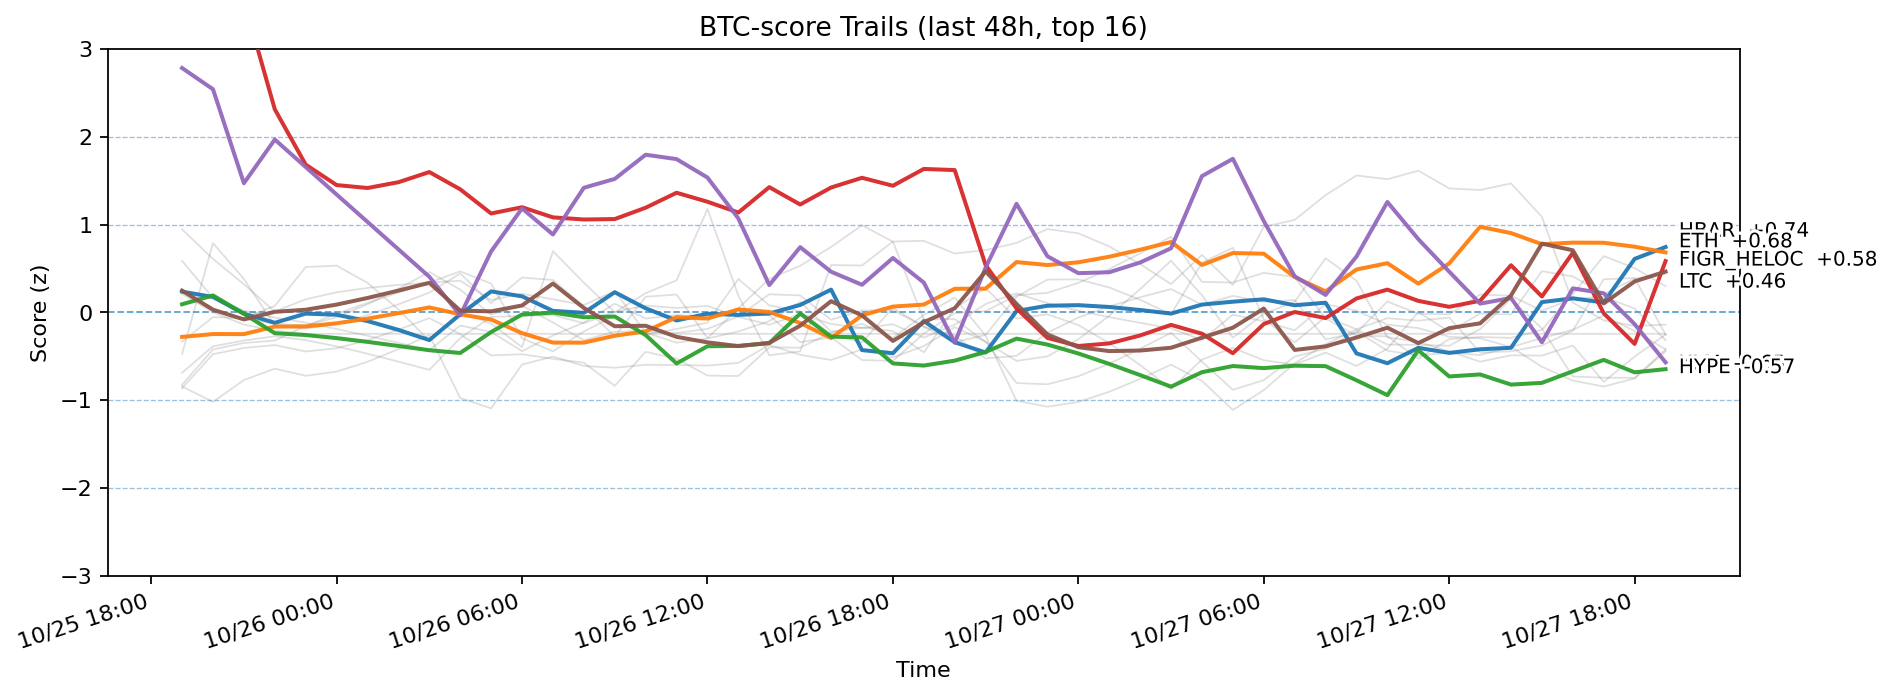 BTC-score Trails (last 48h, top 16)
3
2
1
0
−1
−2
−3
Score (z)
HBAR +0.74
ETH +0.68
FIGR_HELOC +0.58
LTC +0.46
HYPE -0.57
10/25 18:00
10/26 00:00
10/26 06:00
10/26 12:00
10/26 18:00
10/27 00:00
10/27 06:00
10/27 12:00
10/27 18:00
Time